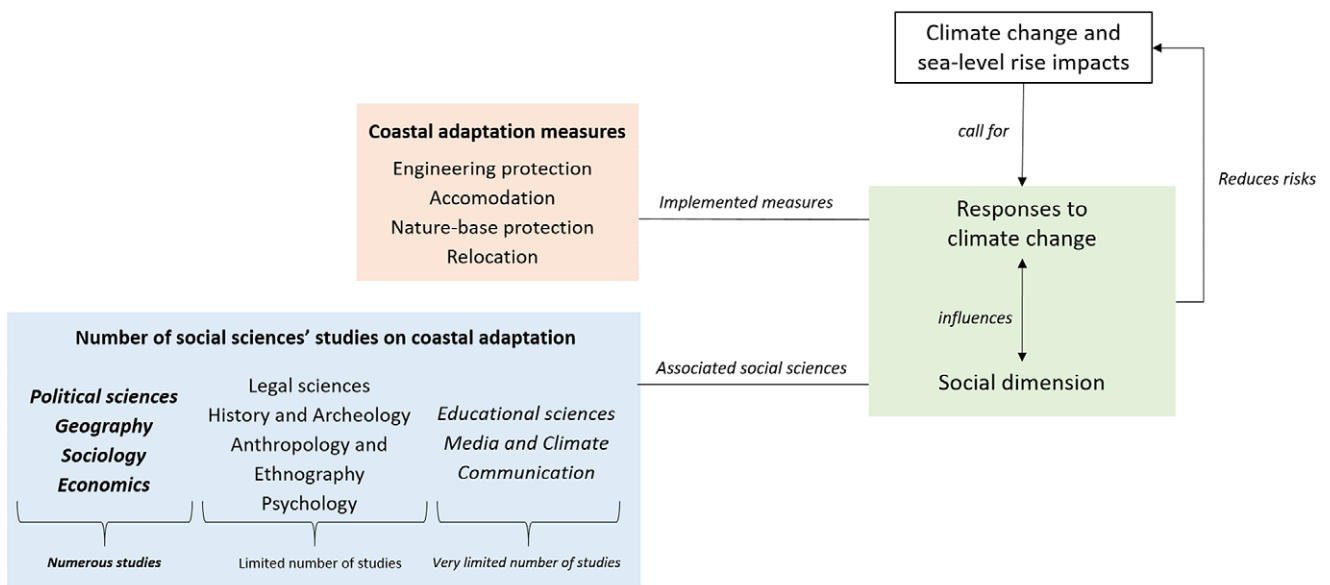 Climate change and
sea-level rise impacts
call for
Reduces risks
Coastal adaptation measures
Engineering protection
Accomodation
Nature-base protection
Relocation
Implemented measures
Responses to
climate change
influences
Social dimension
Associated social sciences
Number of social sciences’ studies on coastal adaptation
Political sciences
Geography
Sociology
Economics
Numerous studies
Legal sciences
History and Archeology
Anthropology and
Ethnography
Psychology
Limited number of studies
Educational sciences
Media and Climate
Communication
Very limited number of studies